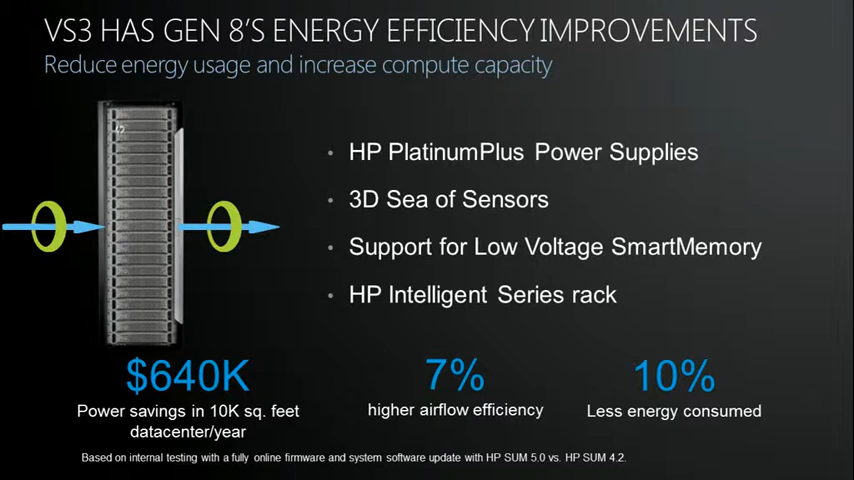 VS3 HAS GEN 8'S ENERGY EFFICIENCY IMPROVEMENTS
Reduce energy usage and increase compute capacity
hp
• HP PlatinumPlus Power Supplies
• 3D Sea of Sensors
• Support for Low Voltage SmartMemory
• HP Intelligent Series rack
$640K
Power savings in 10K sq. feet
datacenter/year
7%
higher airflow efficiency
10%
Less energy consumed
Based on internal testing with a fully online firmware and system software update with HP SUM 5.0 vs. HP SUM 4.2.